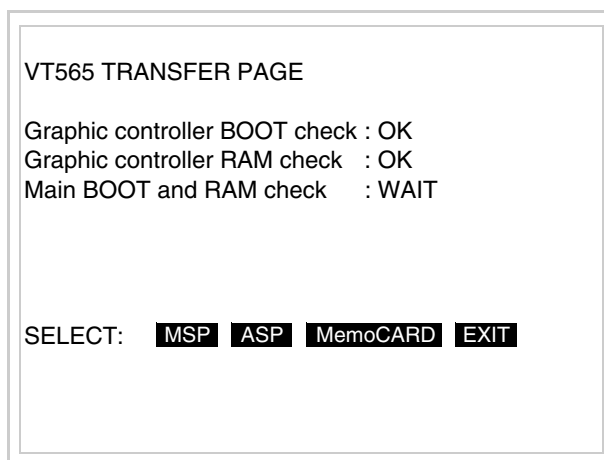 VT565 TRANSFER PAGE
Graphic controller BOOT check : OK
Graphic controller RAM check : OK
Main BOOT and RAM check : WAIT
SELECT: MSP ASP MemoCARD EXIT